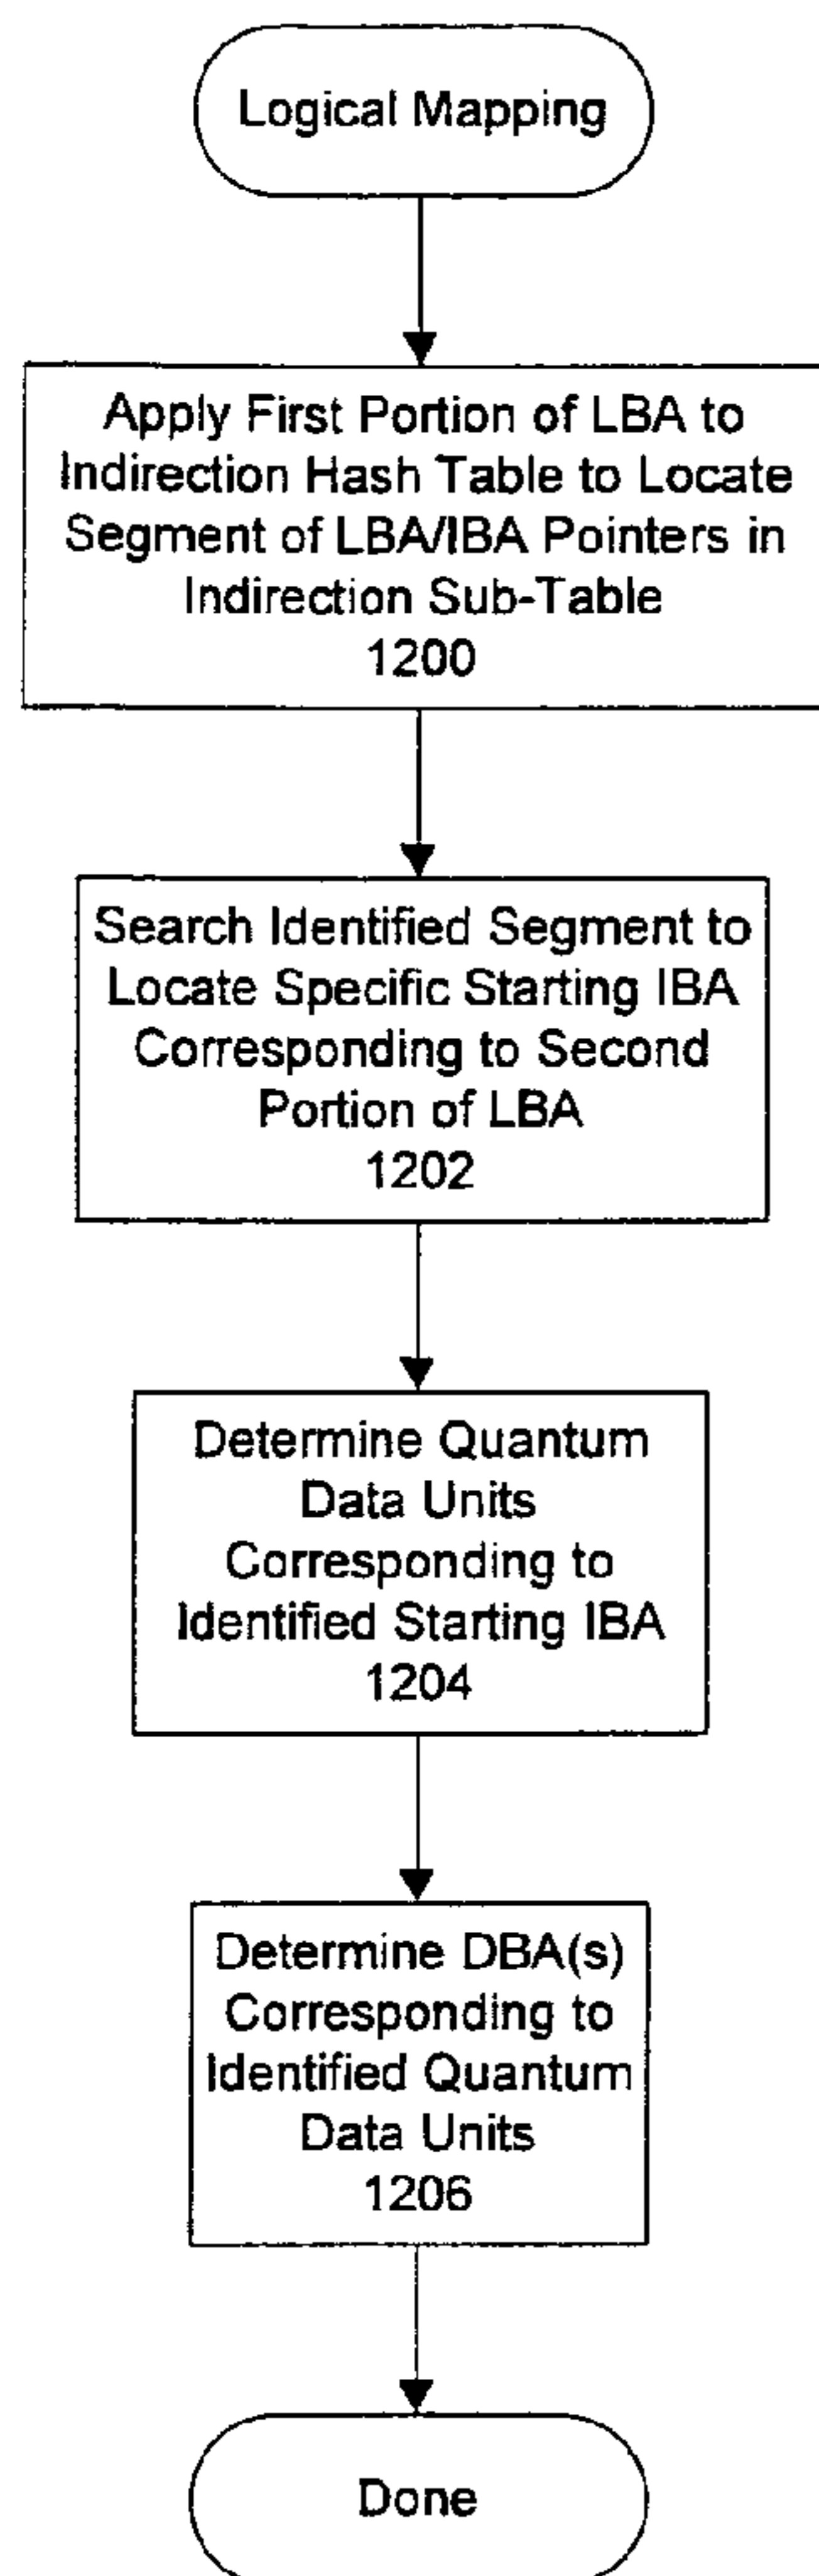 Logical Mapping
Apply First Portion of LBA to
Indirection Hash Table to Locate
Segment of LBA/IBA Pointers in
Indirection Sub-Table
1200
Search Identified Segment to
Locate Specific Starting IBA
Corresponding to Second
Portion of LBA
1202
Determine Quantum
Data Units
Corresponding to
Identified Starting IBA
1204
Determine DBA(s)
Corresponding to
Identified Quantum
Data Units
1206
Done